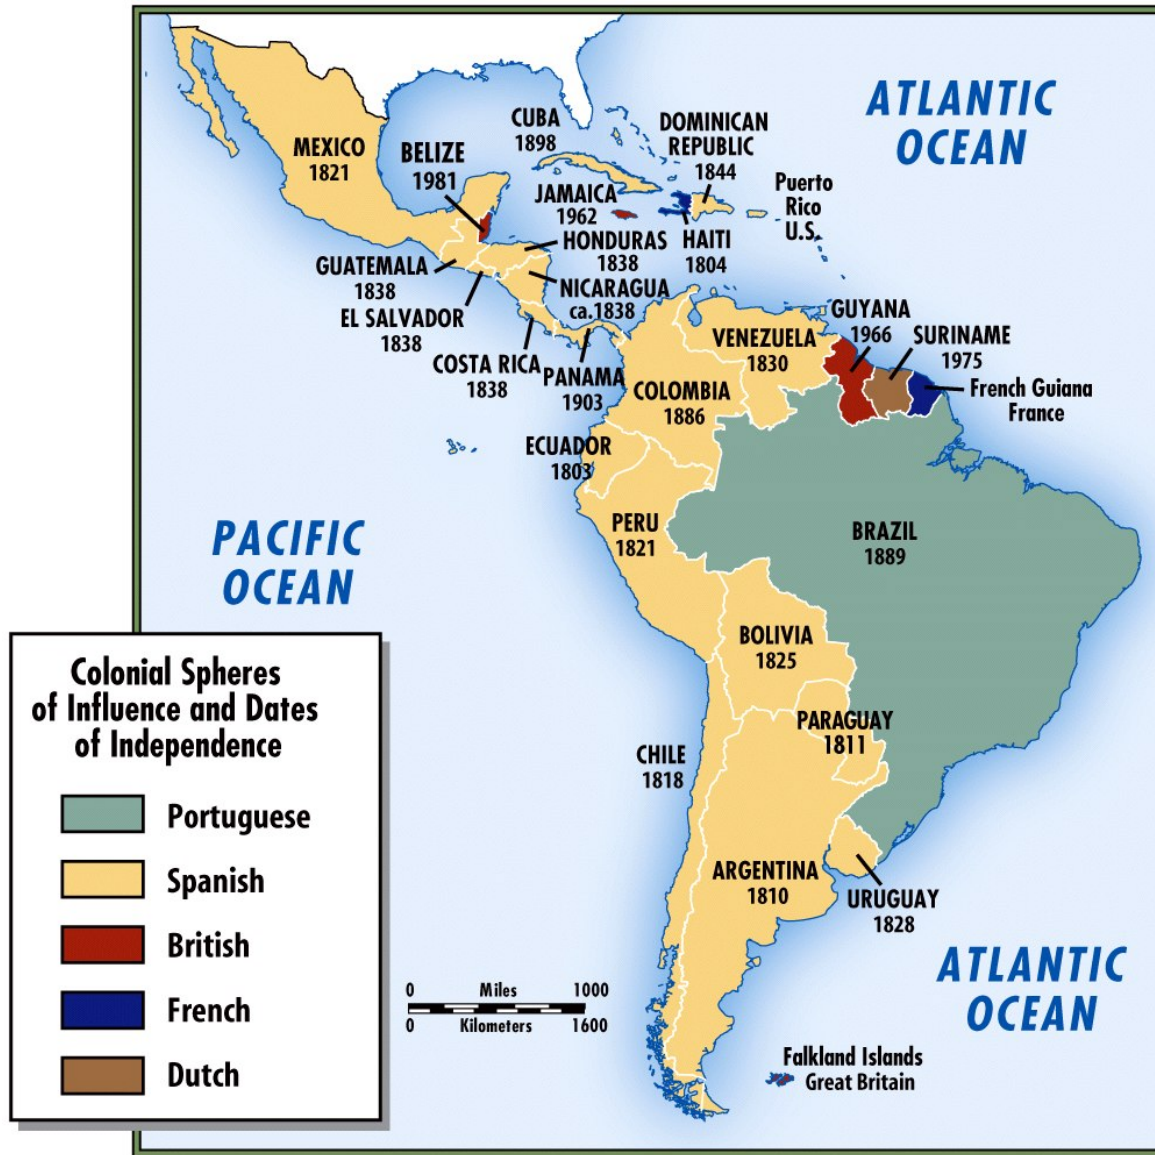 ATLANTIC
OCEAN
CUBA
1898
DOMINICAN
REPUBLIC
1844
MEXICO
1821
BELIZE
1981
Puerto
Rico
U.S.
JAMAICA
1962
HONDURAS
1838
HAITI
1804
GUATEMALA
1838
NICARAGUA
ca.1838
EL SALVADOR
1838
COSTA RICA
1838
PANAMA
1903
VENEZUELA
1830
GUYANA
1966
SURINAME
1975
French Guiana
France
COLOMBIA
1886
ECUADOR
1803
PERU
1821
BRAZIL
1889
PACIFIC
OCEAN
BOLIVIA
1825
PARAGUAY
1811
CHILE
1818
ARGENTINA
1810
URUGUAY
1828
ATLANTIC
OCEAN
Falkland Islands
Great Britain
Colonial Spheres
of Influence and Dates
of Independence
Portuguese
Spanish
British
French
Dutch
0 Miles 1000
0 Kilometers 1600